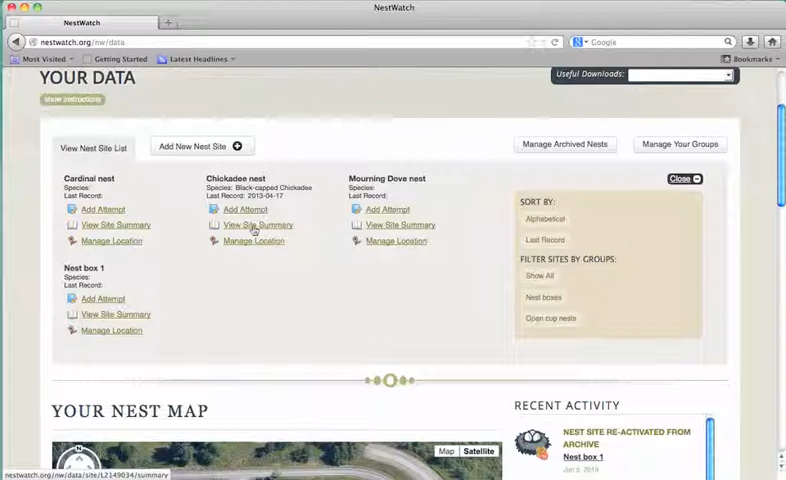 NestWatch
NestWatch
nestwatch.org/nw/data
Google
Most Visited
Getting Started
Latest Headlines
Bookmarks
YOUR DATA
Useful Downloads:
show instructions
View Nest Site List
Add New Nest Site
Manage Archived Nests
Manage Your Groups
Cardinal nest
Species:
Last Record:
Add Attempt
View Site Summary
Manage Location
Chickadee nest
Species: Black-capped Chickadee
Last Record: 2013-04-17
Add Attempt
View Site Summary
Manage Location
Mourning Dove nest
Species:
Last Record:
Add Attempt
View Site Summary
Manage Location
Close
SORT BY:
Alphabetical
Last Record
FILTER SITES BY GROUPS:
Show All
Nest boxes
Open cup nests
Nest box 1
Species:
Last Record:
Add Attempt
View Site Summary
Manage Location
YOUR NEST MAP
N
Map
Satellite
RECENT ACTIVITY
NEST SITE RE-ACTIVATED FROM
ARCHIVE
Nest box 1
2013
nestwatch.org/nw/data/site/L2149034/summary